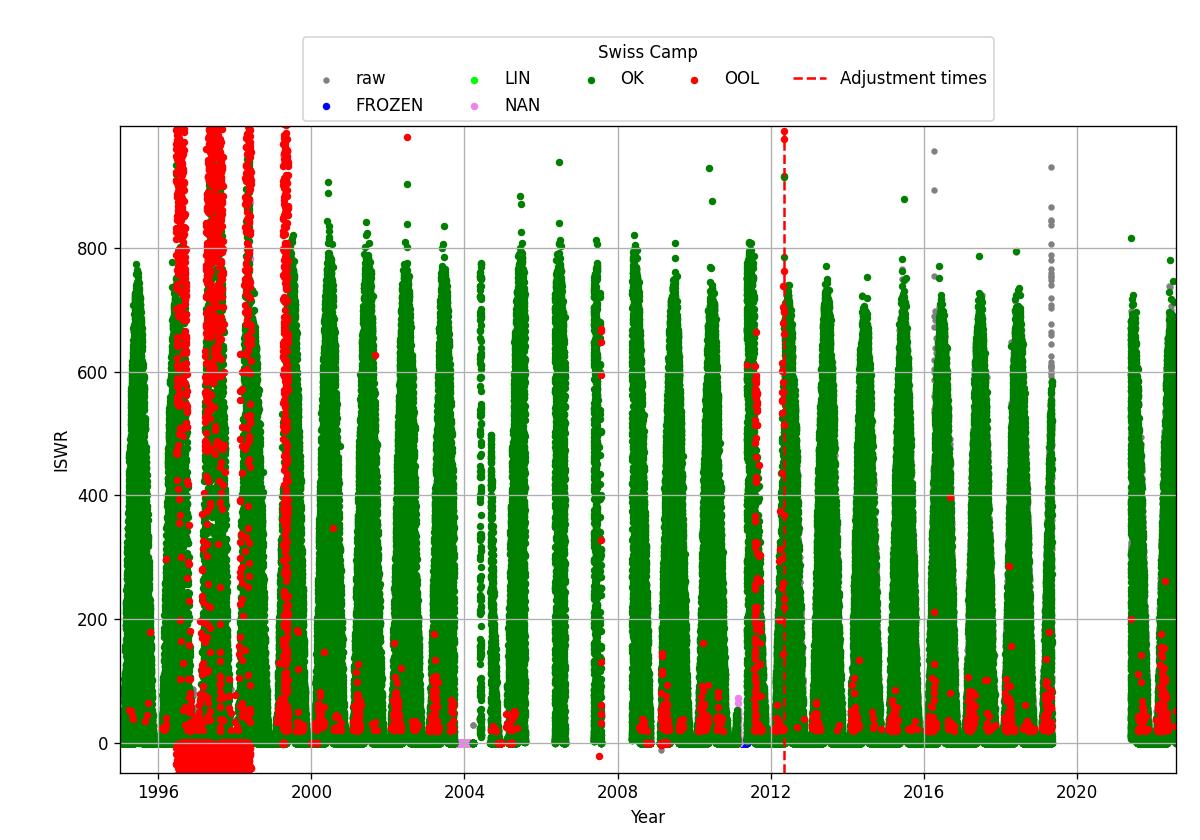 Swiss Camp
raw LIN OK OOL Adjustment times
FROZEN NAN
800
600
400
200
0
ISWR
1996 2000 2004 2008 2012 2016 2020
Year